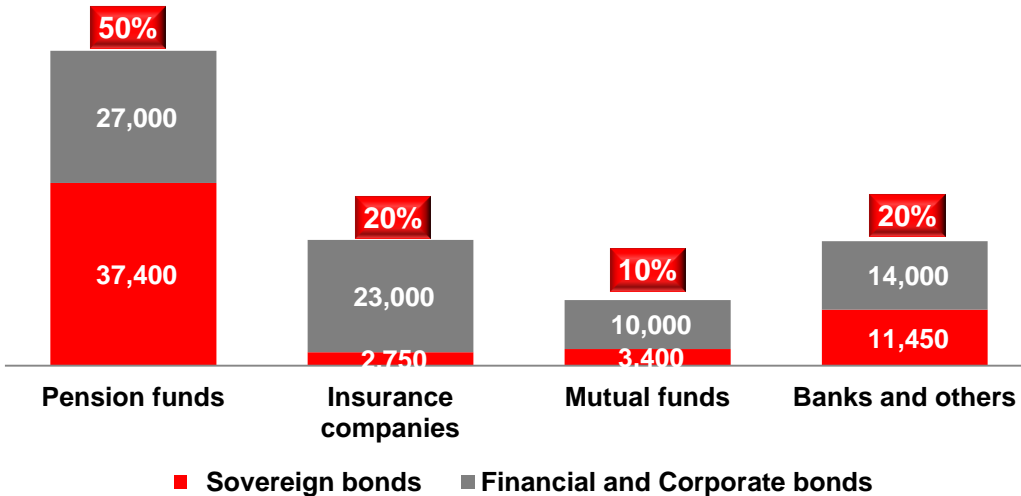 50%
27,000
37,400
20%
23,000
2,750
10%
10,000
3,400
20%
14,000
11,450
Pension funds
Insurance
companies
Mutual funds
Banks and others
Sovereign bonds
Financial and Corporate bonds